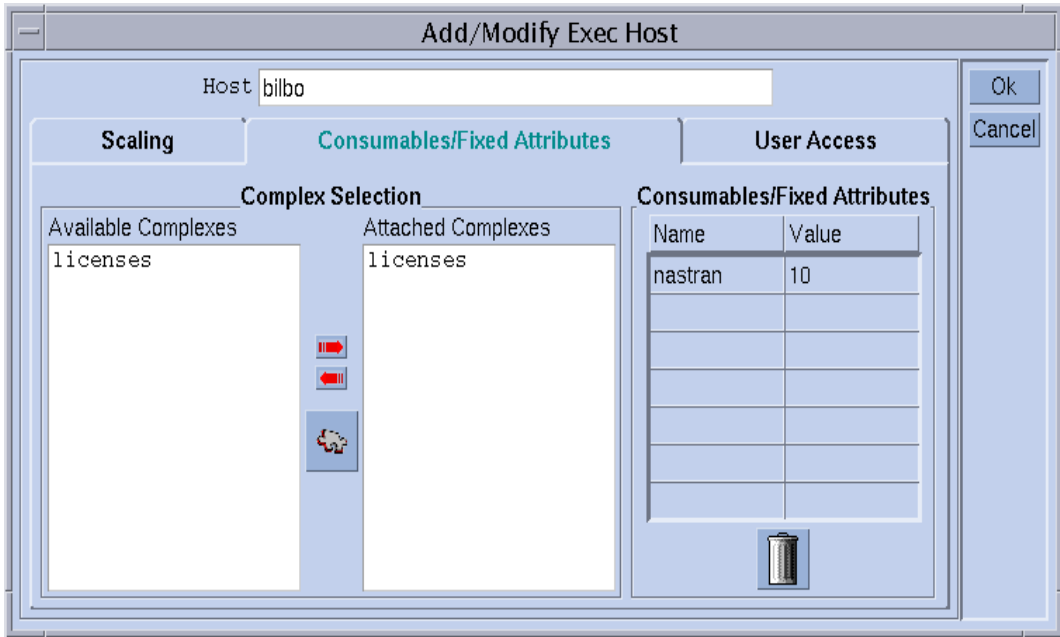 Add/Modify Exec Host
Host bilbo
Ok
Cancel
Scaling Consumables/Fixed Attributes User Access
Complex Selection
Available Complexes Attached Complexes
licenses licenses
Consumables/Fixed Attributes
Name Value
nastran 10